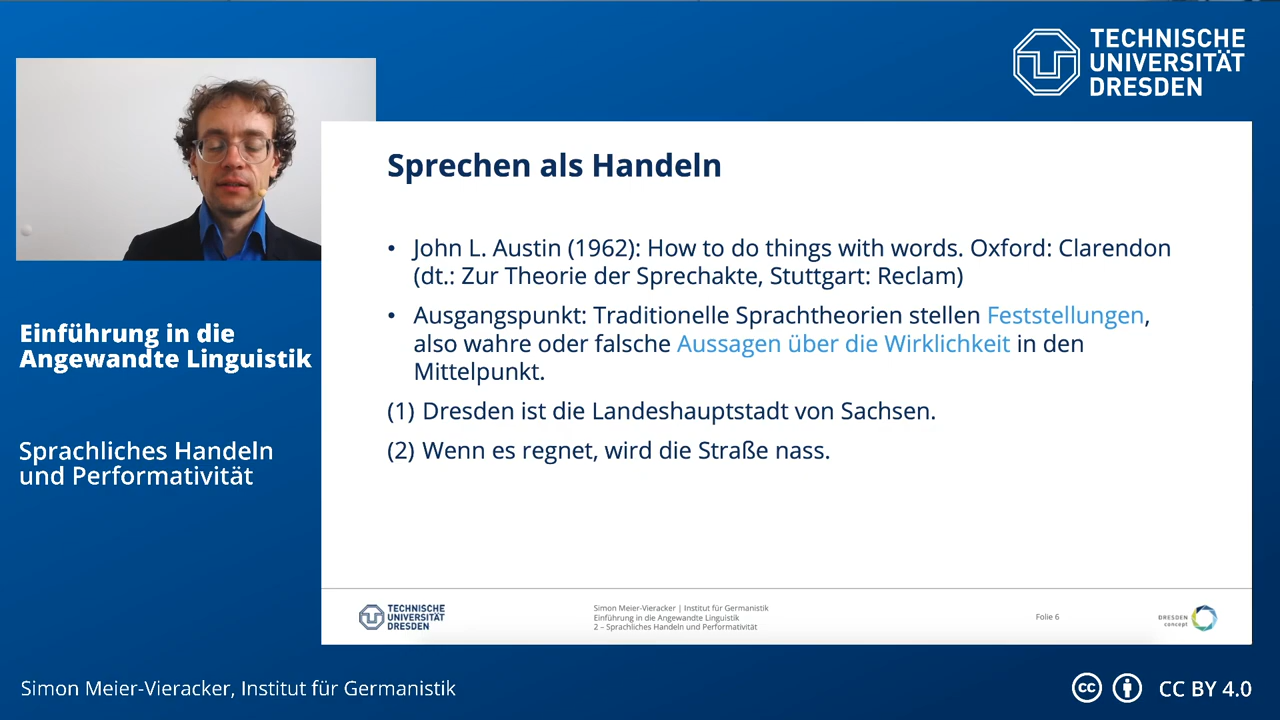 TECHNISCHE
UNIVERSITÄT
DRESDEN
Sprechen als Handeln
• John L. Austin (1962): How to do things with words. Oxford: Clarendon
(dt.: Zur Theorie der Sprechakte, Stuttgart: Reclam)
• Ausgangspunkt: Traditionelle Sprachtheorien stellen Feststellungen,
also wahre oder falsche Aussagen über die Wirklichkeit in den
Mittelpunkt.
(1) Dresden ist die Landeshauptstadt von Sachsen.
(2) Wenn es regnet, wird die Straße nass.
Einführung in die
Angewandte Linguistik
Sprachliches Handeln
und Performativität
TECHNISCHE
UNIVERSITÄT
DRESDEN
Simon Meier-Vieracker | Institut für Germanistik
Einführung in die Angewandte Linguistik
2 – Sprachliches Handeln und Performativität
Folie 6
DRESDEN
concept
Simon Meier-Vieracker, Institut für Germanistik
cc CC BY 4.0